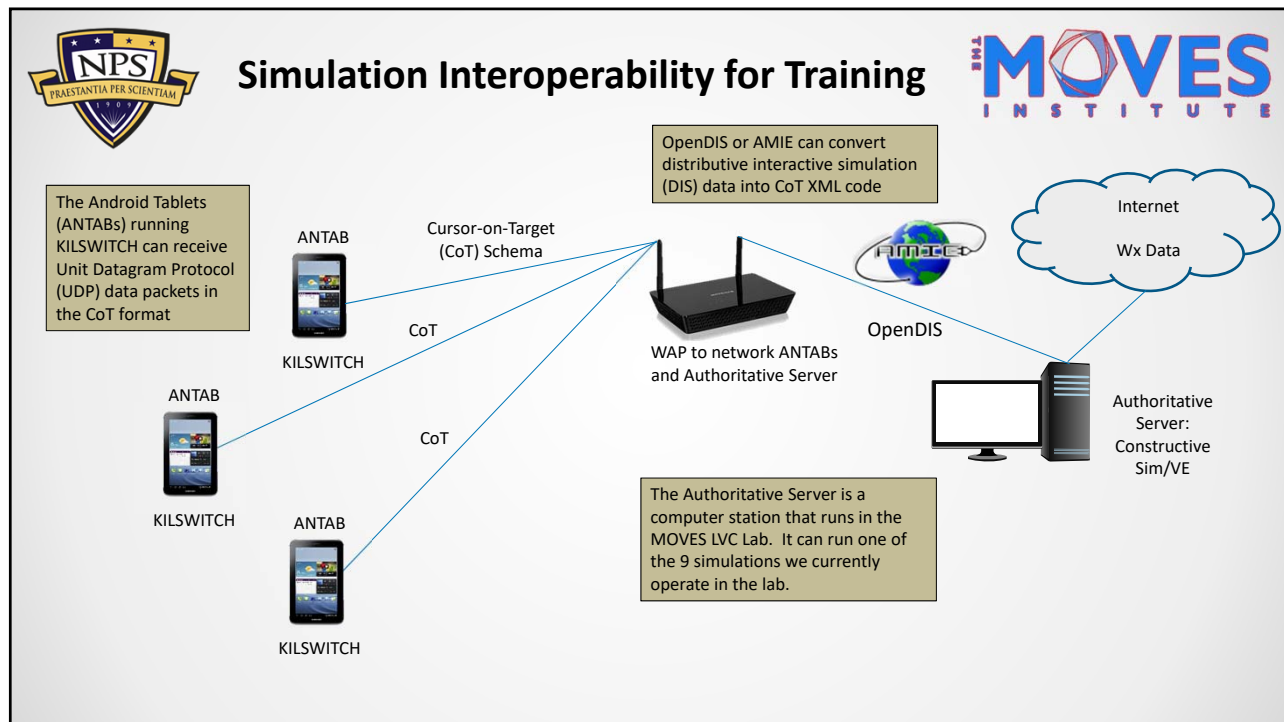 NPS
PRAESTANTIA PER SCIENTIAM
1909
Simulation Interoperability for Training
THE MOVES
INSTITUTE
The Android Tablets
(ANTABs) running
KILSWITCH can receive
Unit Datagram Protocol
(UDP) data packets in
the CoT format
ANTAB
KILSWITCH
Cursor-on-Target
(CoT) Schema
CoT
ANTAB
KILSWITCH
CoT
ANTAB
KILSWITCH
OpenDIS or AMIE can convert
distributive interactive simulation
(DIS) data into CoT XML code
WAP to network ANTABs
and Authoritative Server
AMIE
OpenDIS
Internet
Wx Data
Authoritative
Server:
Constructive
Sim/VE
The Authoritative Server is a
computer station that runs in the
MOVES LVC Lab.  It can run one of
the 9 simulations we currently
operate in the lab.